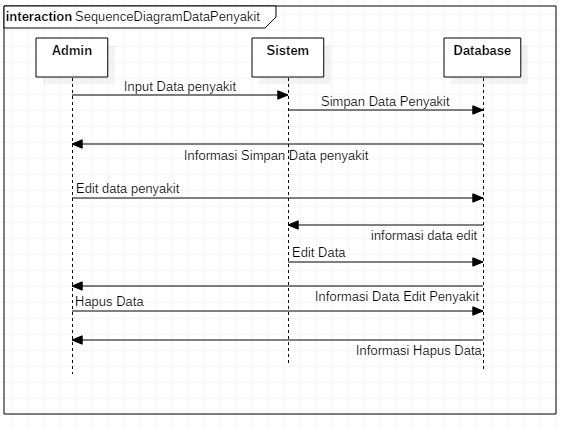 interaction SequenceDiagramDataPenyakit
Admin
Sistem
Database
Input Data penyakit
Simpan Data Penyakit
Informasi Simpan Data penyakit
Edit data penyakit
informasi data edit
Edit Data
Informasi Data Edit Penyakit
Hapus Data
Informasi Hapus Data